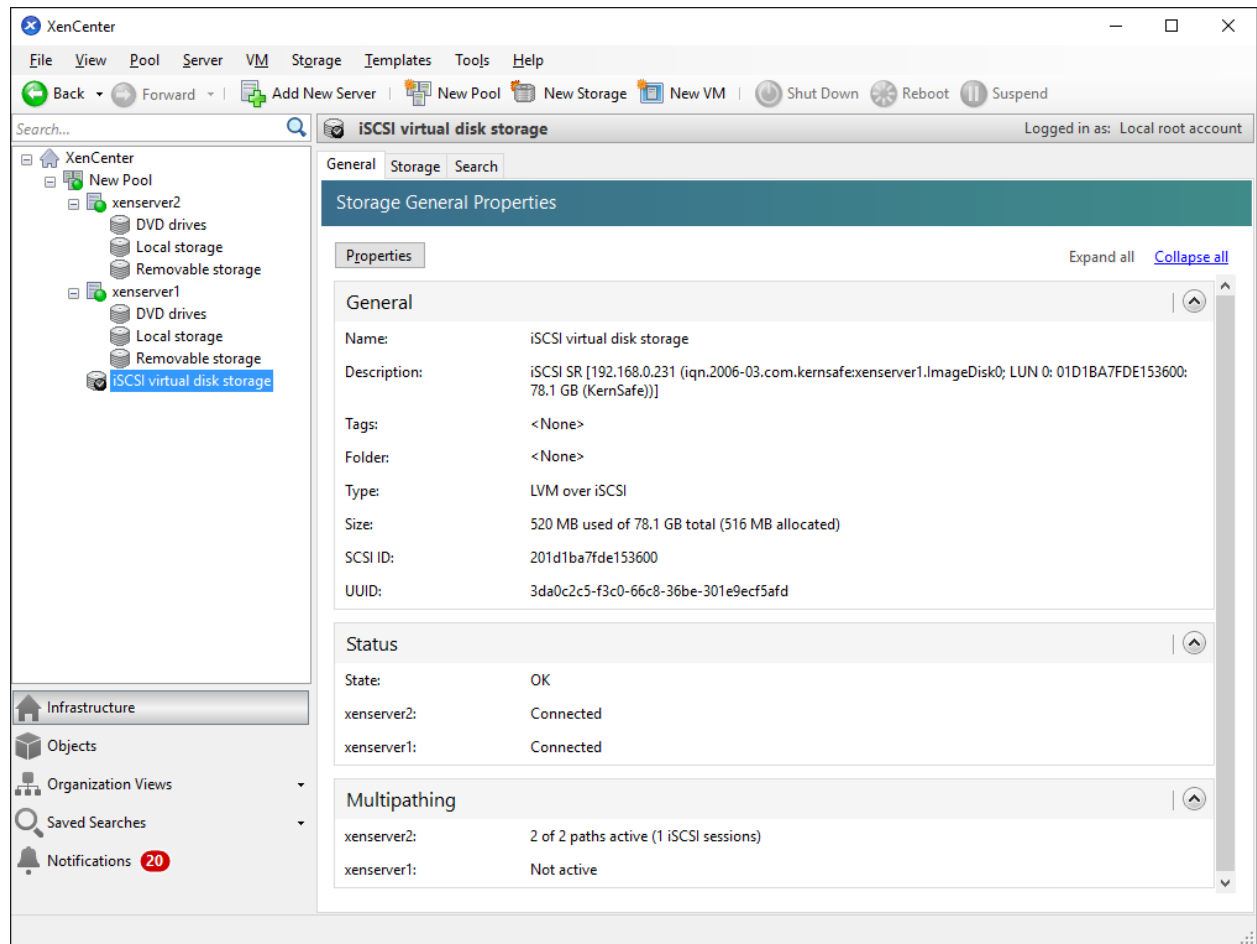 XenCenter
File View Pool Server VM Storage Templates Tools Help
Back Forward Add New Server New Pool New Storage New VM Shut Down Reboot Suspend
Search...
XenCenter
New Pool
xenserver2
DVD drives
Local storage
Removable storage
xenserver1
DVD drives
Local storage
Removable storage
iSCSI virtual disk storage
Infrastructure
Objects
Organization Views
Saved Searches
Notifications 20
iSCSI virtual disk storage Logged in as: Local root account
General Storage Search
Storage General Properties
Properties Expand all Collapse all
General
Name: iSCSI virtual disk storage
Description: iSCSI SR [192.168.0.231 (iqn.2006-03.com.kernsafe:xenserver1.ImageDisk0; LUN 0: 01D1BA7FDE153600:
78.1 GB (KernSafe))]
Tags: <None>
Folder: <None>
Type: LVM over iSCSI
Size: 520 MB used of 78.1 GB total (516 MB allocated)
SCSI ID: 201d1ba7fde153600
UUID: 3da0c2c5-f3c0-66c8-36be-301e9ecf5afd
Status
State: OK
xenserver2: Connected
xenserver1: Connected
Multipathing
xenserver2: 2 of 2 paths active (1 iSCSI sessions)
xenserver1: Not active